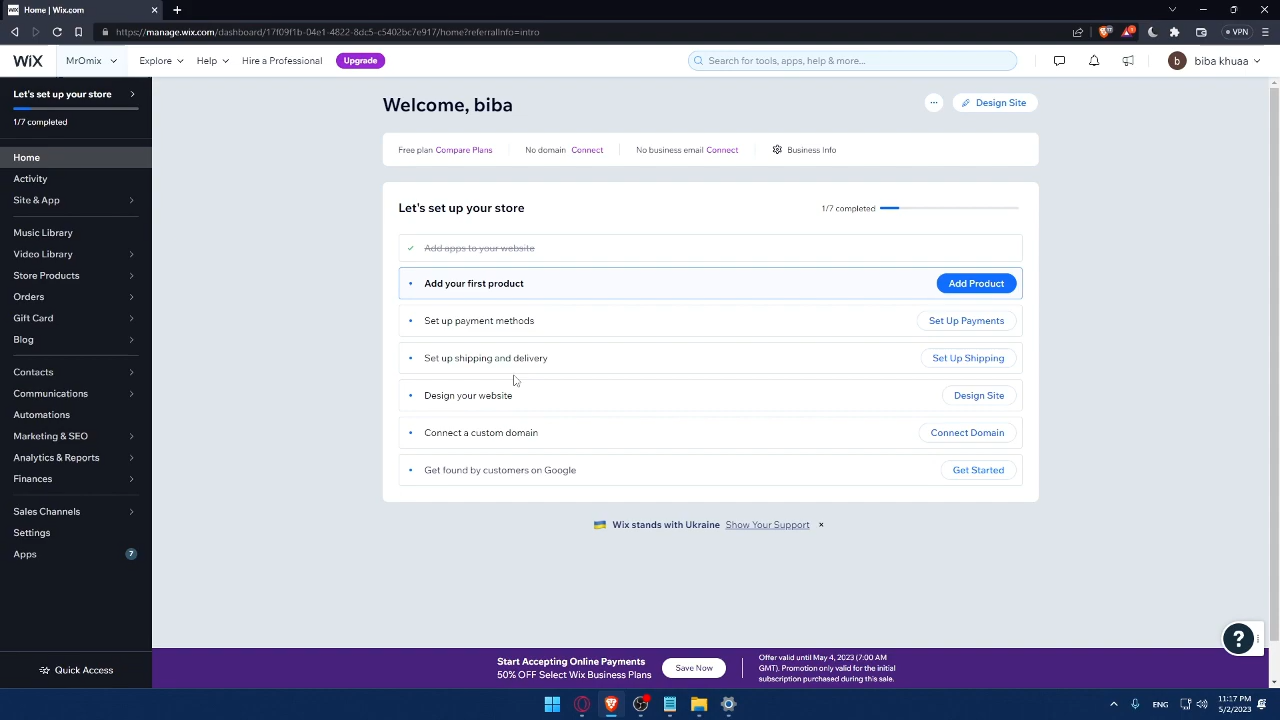 Home | Wix.com
https://manage.wix.com/dashboard/17f09f1b-04e1-4822-8dc5-c5402bc7e917/home?referralInfo=intro
VPN
WiX
MrOmix
Explore
Help
Hire a Professional
Upgrade
Search for tools, apps, help & more...
b
biba khuaa
Let's set up your store
1/7 completed
Home
Activity
Site & App
Music Library
Video Library
Store Products
Orders
Gift Card
Blog
Contacts
Communications
Automations
Marketing & SEO
Analytics & Reports
Finances
Sales Channels
Settings
Apps
7
Quick Access
Welcome, biba
Design Site
Free plan Compare Plans
No domain Connect
No business email Connect
Business Info
Let's set up your store
1/7 completed
Add apps to your website
Add your first product
Add Product
Set up payment methods
Set Up Payments
Set up shipping and delivery
Set Up Shipping
Design your website
Design Site
Connect a custom domain
Connect Domain
Get found by customers on Google
Get Started
Wix stands with Ukraine Show Your Support
?
Start Accepting Online Payments
50% OFF Select Wix Business Plans
Save Now
Offer valid until May 4, 2023 (7:00 AM
GMT). Promotion only valid for the initial
subscription purchased during this sale.
ENG
11:17 PM
5/2/2023